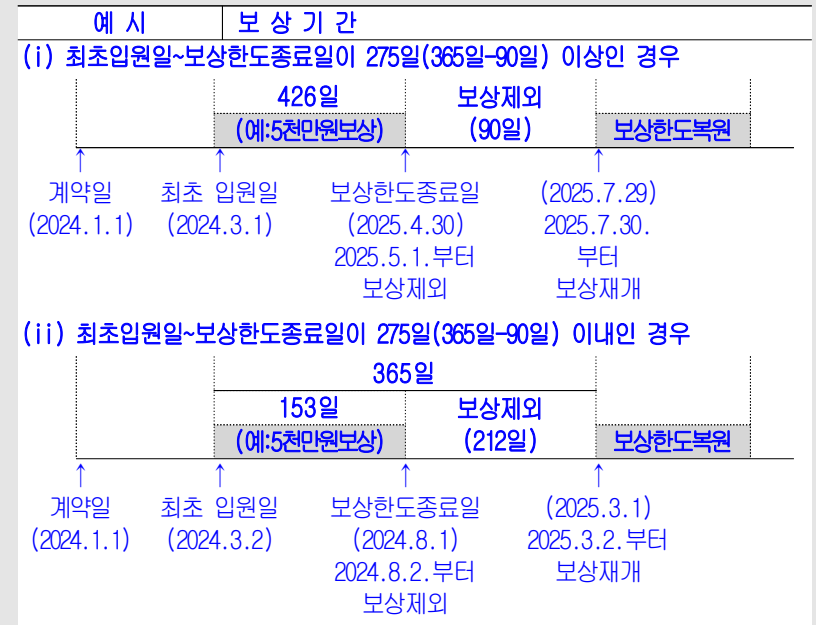 예 시 보 상 기 간
(i) 최초입원일~보상한도종료일이 275일(365일-90일) 이상인 경우
426일 보상제외
(예:5천만원보상) (90일) 보상한도복원
↑ ↑ ↑ ↑
계약일 최초 입원일 보상한도종료일 (2025.7.29)
(2024.1.1) (2024.3.1) (2025.4.30) 2025.7.30.
2025.5.1.부터 부터
보상제외 보상재개
(ii) 최초입원일~보상한도종료일이 275일(365일-90일) 이내인 경우
365일
153일 보상제외
(예:5천만원보상) (212일) 보상한도복원
↑ ↑ ↑ ↑
계약일 최초 입원일 보상한도종료일 (2025.3.1)
(2024.1.1) (2024.3.2) (2024.8.1) 2025.3.2.부터
2024.8.2.부터 보상재개
보상제외